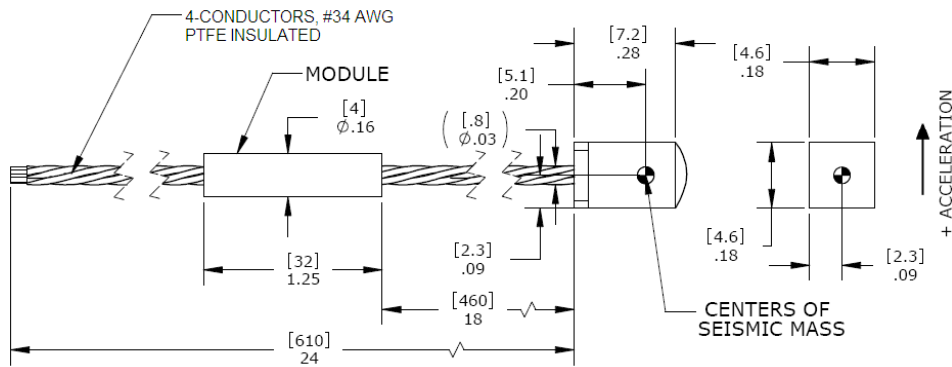 4-CONDUCTORS, #34 AWG
PTFE INSULATED
MODULE
[4]
Ø.16
[.8]
Ø.03
[5.1]
.20
[7.2]
.28
[4.6]
.18
+ ACCELERATION
[2.3]
.09
[4.6]
.18
[2.3]
.09
[32]
1.25
[460]
18
CENTERS OF
SEISMIC MASS
[610]
24